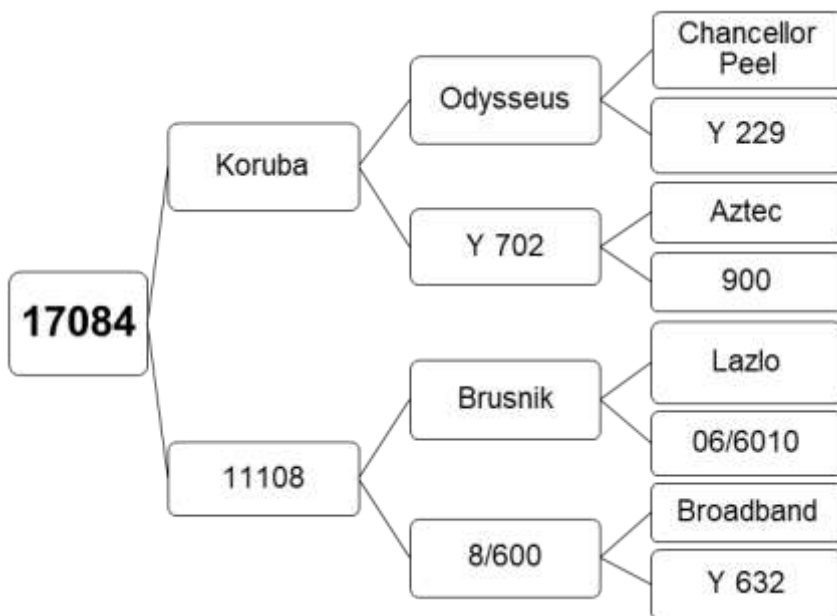 Chancellor
Peel
Odysseus
Y 229
Koruba
Aztec
Y 702
900
17084
Lazlo
Brusnik
06/6010
11108
Broadband
8/600
Y 632